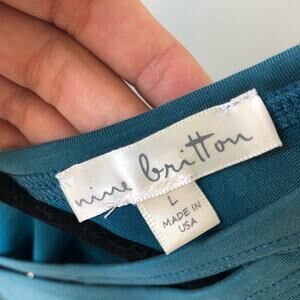 nine britton
L
MADE IN
USA